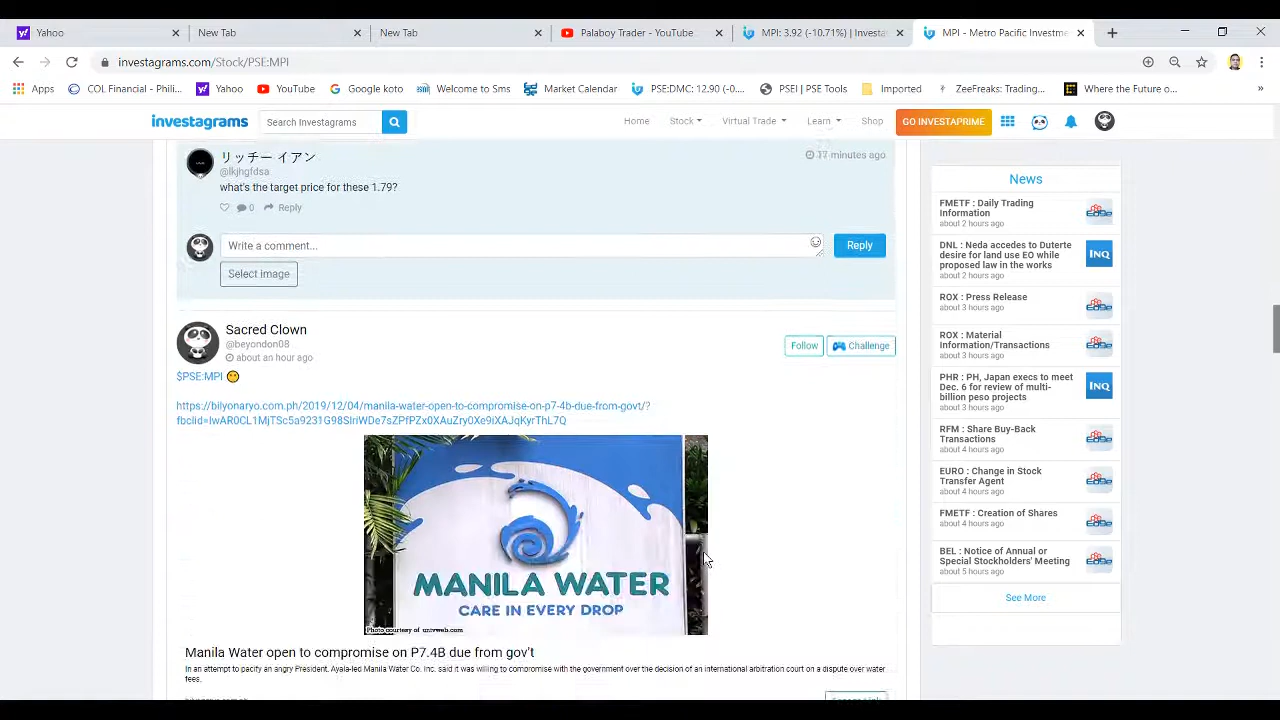 Yahoo
New Tab
New Tab
Palaboy Trader - YouTube
MPI: 3.92 (-10.71%) | Investa
MPI - Metro Pacific Investme
investagrams.com/Stock/PSE:MPI
Apps
COL Financial - Phili...
Yahoo
YouTube
Google koto
Welcome to Sms
Market Calendar
PSE:DMC: 12.90 (-0....
PSEI | PSE Tools
Imported
ZeeFreaks: Trading...
Where the Future o...
investagrams
Search Investagrams
Home
Stock
Virtual Trade
Learn
Shop
GO INVESTAPRIME
リッチー イアン
17 minutes ago
@lkjhgfdsa
what's the target price for these 1.79?
0
Reply
Write a comment...
Reply
Select image
Sacred Clown
@beyondon08
about an hour ago
Follow
Challenge
$PSE:MPI
https://bilyonaryo.com.ph/2019/12/04/manila-water-open-to-compromise-on-p7-4b-due-from-govt/?
MANILA WATER
CARE IN EVERY DROP
Photo courtesy of univweb.com
Manila Water open to compromise on P7.4B due from gov't
In an attempt to pacify an angry President, Ayala-led Manila Water Co. Inc. said it was willing to compromise with the government over the decision of an international arbitration court on a dispute over water
fees.
News
FMETF : Daily Trading
Information
about 2 hours ago
DNL : Neda accedes to Duterte
desire for land use EO while
proposed law in the works
about 2 hours ago
INQ
ROX : Press Release
about 3 hours ago
ROX : Material
Information/Transactions
about 3 hours ago
PHR : PH, Japan execs to meet
Dec. 6 for review of multi-
billion peso projects
about 3 hours ago
INQ
RFM : Share Buy-Back
Transactions
about 4 hours ago
EURO : Change in Stock
Transfer Agent
about 4 hours ago
FMETF : Creation of Shares
about 4 hours ago
BEL : Notice of Annual or
Special Stockholders' Meeting
about 5 hours ago
See More